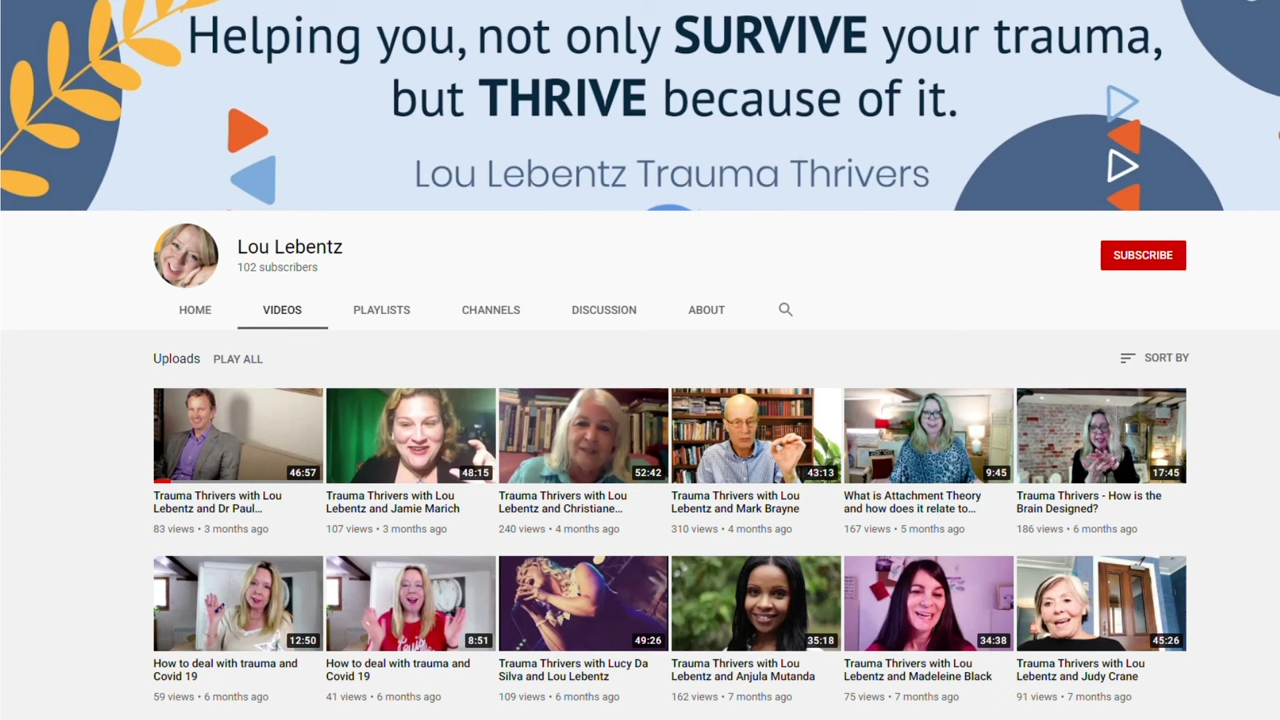 Helping you, not only SURVIVE your trauma,
but THRIVE because of it.
Lou Lebentz Trauma Thrivers
Lou Lebentz
102 subscribers
SUBSCRIBE
HOME VIDEOS PLAYLISTS CHANNELS DISCUSSION ABOUT
Uploads PLAY ALL SORT BY
46:57 48:15 52:42 43:13 9:45 17:45
Trauma Thrivers with Lou
Lebentz and Dr Paul...
83 views • 3 months ago
Trauma Thrivers with Lou
Lebentz and Jamie Marich
107 views • 3 months ago
Trauma Thrivers with Lou
Lebentz and Christiane...
240 views • 4 months ago
Trauma Thrivers with Lou
Lebentz and Mark Brayne
310 views • 4 months ago
What is Attachment Theory
and how does it relate to...
167 views • 5 months ago
Trauma Thrivers - How is the
Brain Designed?
186 views • 6 months ago
12:50 8:51 49:26 35:18 34:38 45:26
How to deal with trauma and
Covid 19
59 views • 6 months ago
How to deal with trauma and
Covid 19
41 views • 6 months ago
Trauma Thrivers with Lucy Da
Silva and Lou Lebentz
109 views • 6 months ago
Trauma Thrivers with Lou
Lebentz and Anjula Mutanda
162 views • 7 months ago
Trauma Thrivers with Lou
Lebentz and Madeleine Black
75 views • 7 months ago
Trauma Thrivers with Lou
Lebentz and Judy Crane
91 views • 7 months ago